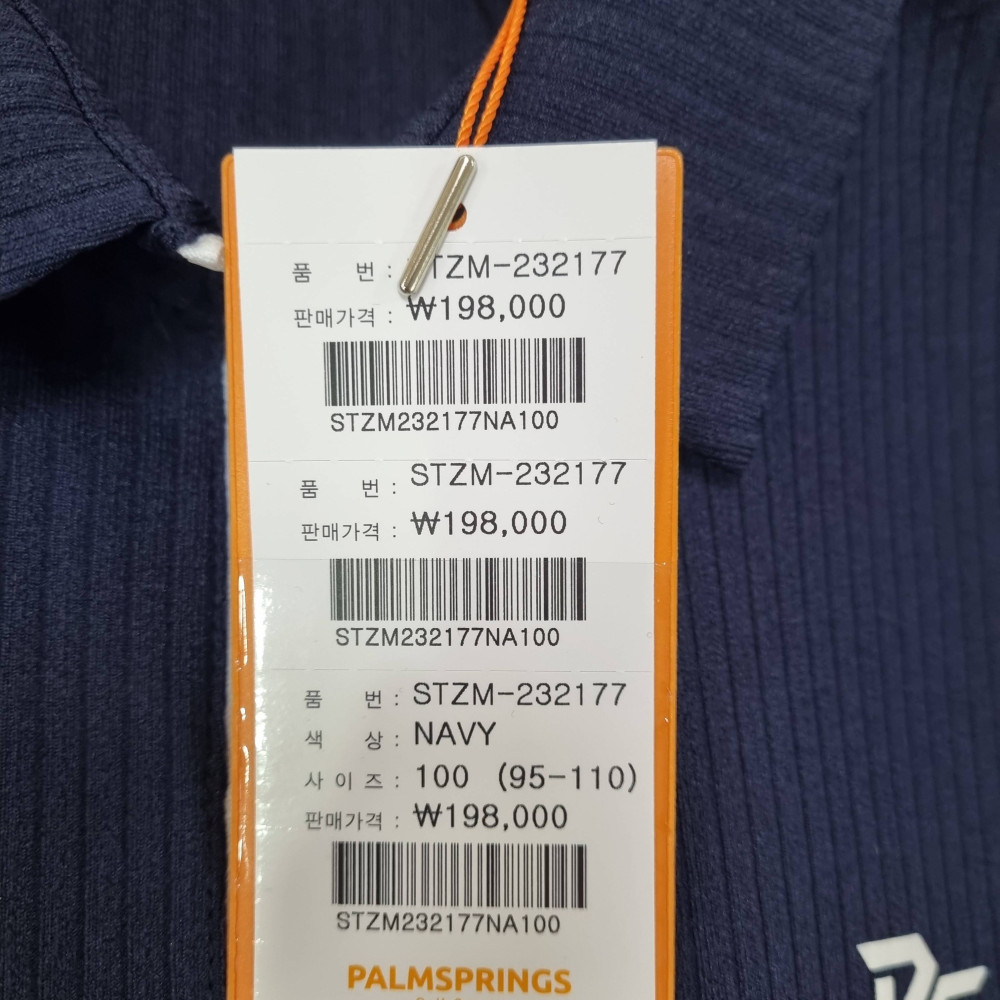 품 번 : STZM-232177
판매가격 : ₩198,000
STZM232177NA100
품 번 : STZM-232177
판매가격 : ₩198,000
STZM232177NA100
품 번 : STZM-232177
색 상 : NAVY
사 이 즈 : 100 (95-110)
판매가격 : ₩198,000
STZM232177NA100
PALMSPRINGS